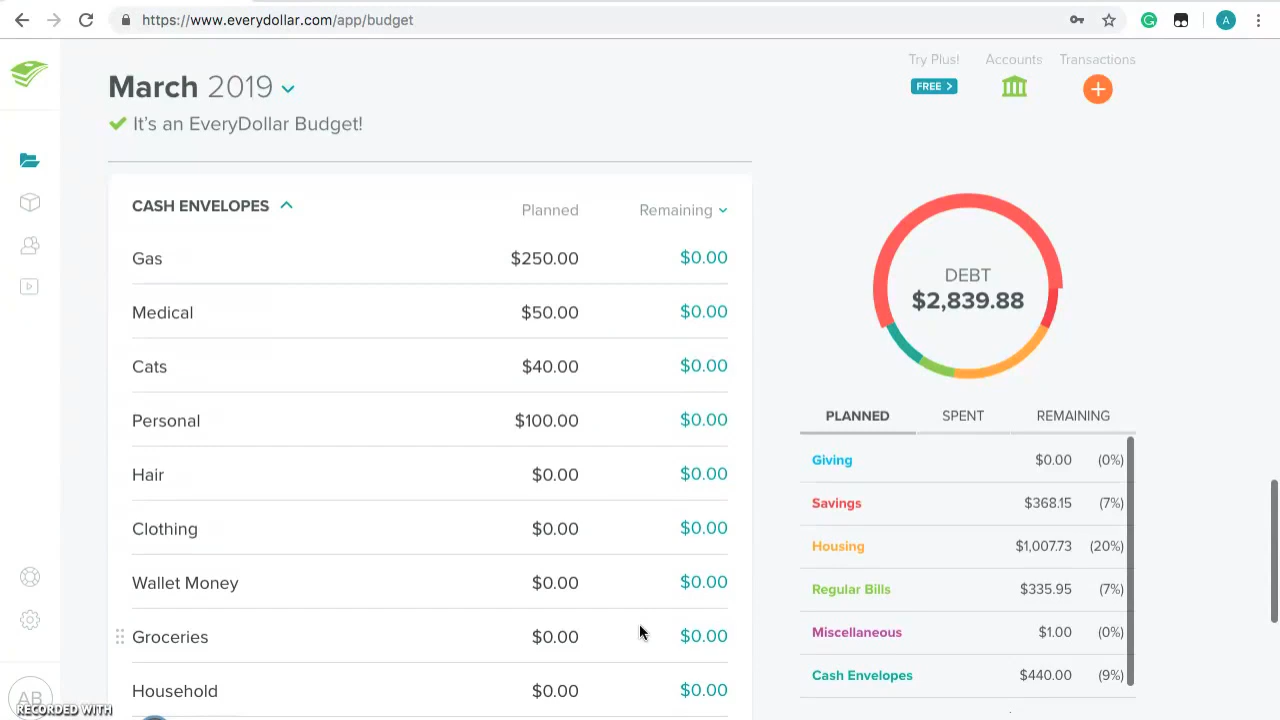 https://www.everydollar.com/app/budget
A
March 2019
Try Plus!
FREE >
Accounts
Transactions
It's an EveryDollar Budget!
CASH ENVELOPES
Planned
Remaining
Gas $250.00 $0.00
Medical $50.00 $0.00
Cats $40.00 $0.00
Personal $100.00 $0.00
Hair $0.00 $0.00
Clothing $0.00 $0.00
Wallet Money $0.00 $0.00
Groceries $0.00 $0.00
Household $0.00 $0.00
DEBT
$2,839.88
PLANNED SPENT REMAINING
Giving $0.00 (0%)
Savings $368.15 (7%)
Housing $1,007.73 (20%)
Regular Bills $335.95 (7%)
Miscellaneous $1.00 (0%)
Cash Envelopes $440.00 (9%)
AB
RECORDED WITH